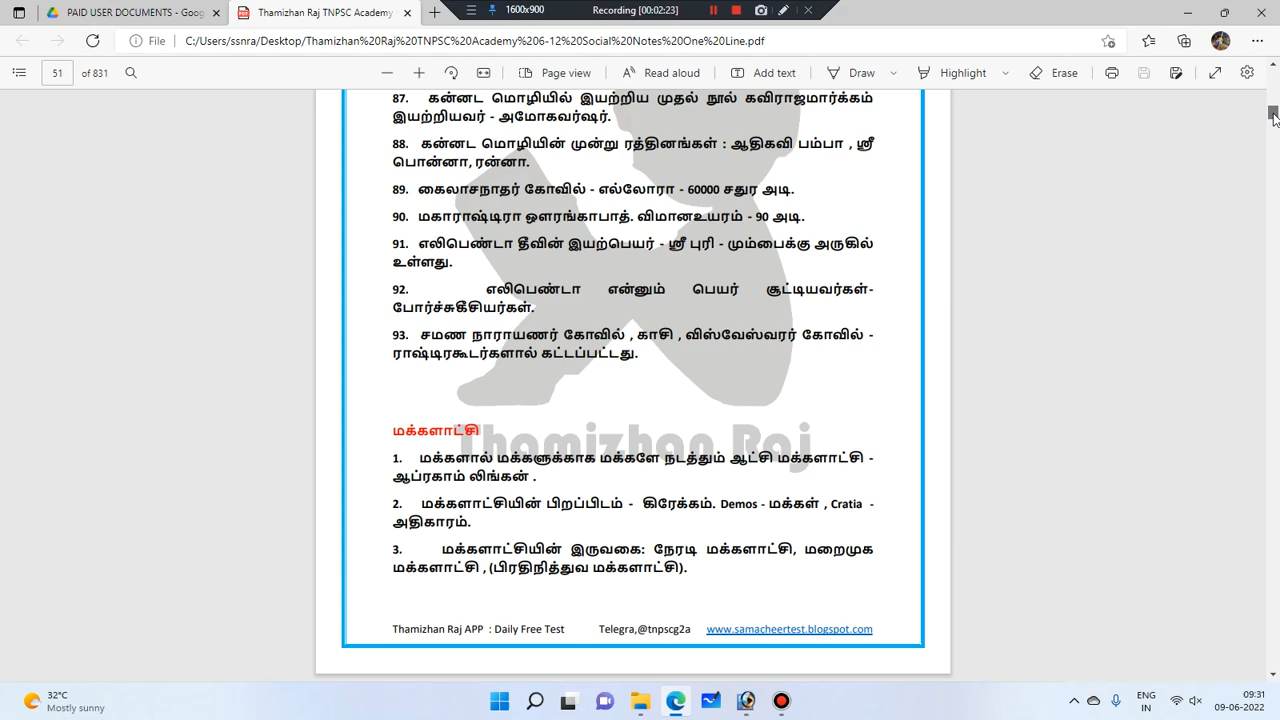 PAID USER DOCUMENTS - Goo
Thamizhan Raj TNPSC Academy
1600x900
Recording [00:02:23]
File
C:/Users/ssnra/Desktop/Thamizhan%20Raj%20TNPSC%20Academy%206-12%20Social%20Notes%20One%20Line.pdf
51 of 831
Page view
Read aloud
Add text
Draw
Highlight
Erase
87. கன்னட மொழியில் இயற்றிய முதல் நூல் கவிராஜமார்க்கம்
இயற்றியவர் - அமோகவர்ஷர்.
88. கன்னட மொழியின் மூன்று ரத்தினங்கள் : ஆதிகவி பம்பா , ஸ்ரீ
பொன்னா, ரன்னா.
89. கைலாசநாதர் கோவில் - எல்லோரா - 60000 சதுர அடி.
90. மகாராஷ்டிரா ஔரங்காபாத். விமானஉயரம் - 90 அடி.
91. எலிபெண்டா தீவின் இயற்பெயர் - ஸ்ரீ புரி - மும்பைக்கு அருகில்
உள்ளது.
92. எலிபெண்டா என்னும் பெயர் சூட்டியவர்கள்-
போர்ச்சுகீசியர்கள்.
93. சமண நாராயணர் கோவில் , காசி , விஸ்வேஸ்வரர் கோவில் -
ராஷ்டிரகூடர்களால் கட்டப்பட்டது.
மக்களாட்சி
Thamizhan Raj
1. மக்களால் மக்களுக்காக மக்களே நடத்தும் ஆட்சி மக்களாட்சி -
ஆப்ரகாம் லிங்கன் .
2. மக்களாட்சியின் பிறப்பிடம் - கிரேக்கம். Demos - மக்கள் , Cratia -
அதிகாரம்.
3. மக்களாட்சியின் இருவகை: நேரடி மக்களாட்சி, மறைமுக
மக்களாட்சி , (பிரதிநித்துவ மக்களாட்சி).
Thamizhan Raj APP : Daily Free Test Telegra,@tnpscg2a www.samacheertest.blogspot.com
32°C
Mostly sunny
ENG
IN
09:31
09-06-2022